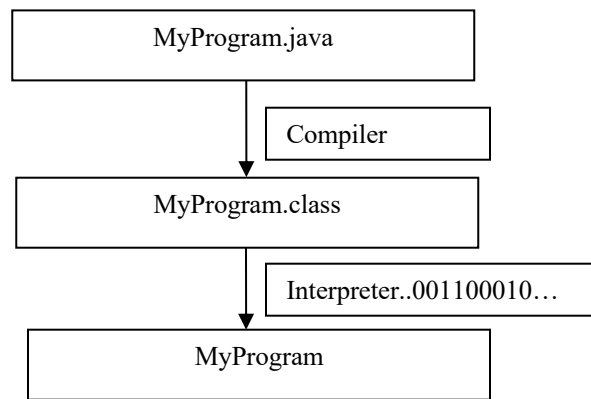 MyProgram.java
Compiler
MyProgram.class
Interpreter..001100010…
MyProgram